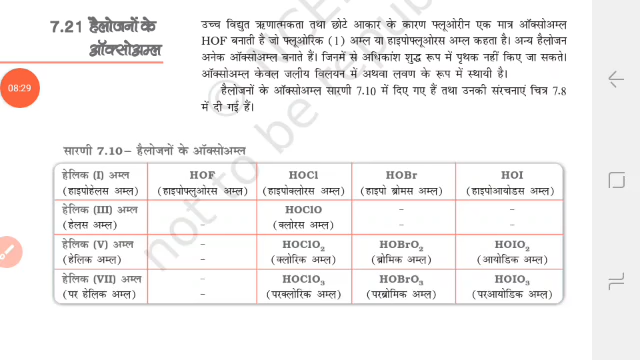 7.21 हैलोजनों के
ऑक्सोअम्ल
उच्च विद्युत ऋणात्मकता तथा छोटे आकार के कारण फ्लूओरीन एक मात्र ऑक्सोअम्ल
HOF बनाती है जो फ्लूओरिक (1) अम्ल या हाइपोफ्लूओरस अम्ल कहता है। अन्य हैलोजन
अनेक ऑक्सोअम्ल बनाते हैं। जिनमें से अधिकांश शुद्ध रूप में पृथक नहीं किए जा सकते।
ऑक्सोअम्ल केवल जलीय विलयन में अथवा लवण के रूप में स्थायी है।
हैलोजनों के ऑक्सोअम्ल सारणी 7.10 में दिए गए हैं तथा उनकी संरचनाएं चित्र 7.8
में दी गई हैं।
08:29
सारणी 7.10– हैलोजनों के ऑक्सोअम्ल
हेलिक (I) अम्ल HOF HOCl HOBr HOI
(हाइपोहेलस अम्ल) (हाइपोफ्लूओरस अम्ल) (हाइपोक्लोरस अम्ल) (हाइपो ब्रोमस अम्ल) (हाइपोआयोडस अम्ल)
हेलिक (III) अम्ल – HOClO – –
(हेलस अम्ल) – (क्लोरस अम्ल) – –
हेलिक (V) अम्ल – HOClO₂ HOBrO₂ HOIO₂
(हेलिक अम्ल) – (क्लोरिक अम्ल) (ब्रोमिक अम्ल) (आयोडिक अम्ल)
हेलिक (VII) अम्ल – HOClO₃ HOBrO₃ HOIO₃
(पर हेलिक अम्ल) – (परक्लोरिक अम्ल) (परब्रोमिक अम्ल) (परआयोडिक अम्ल)
not to be republished